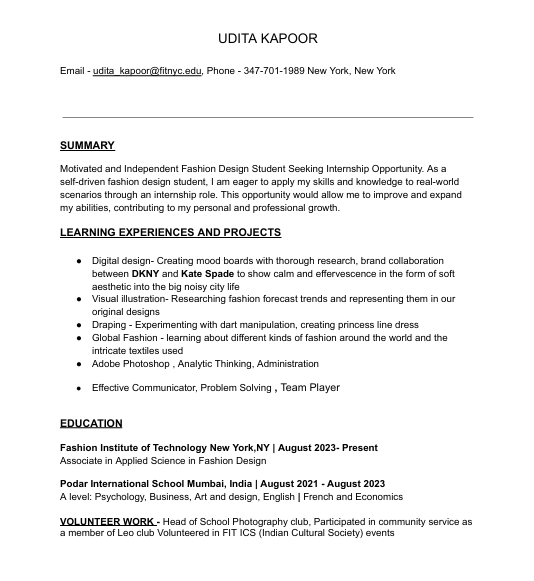 UDITA KAPOOR
Email - udita_kapoor@fitnyc.edu, Phone - 347-701-1989 New York, New York
SUMMARY
Motivated and Independent Fashion Design Student Seeking Internship Opportunity. As a
self-driven fashion design student, I am eager to apply my skills and knowledge to real-world
scenarios through an internship role. This opportunity would allow me to improve and expand
my abilities, contributing to my personal and professional growth.
LEARNING EXPERIENCES AND PROJECTS
● Digital design- Creating mood boards with thorough research, brand collaboration
between DKNY and Kate Spade to show calm and effervescence in the form of soft
aesthetic into the big noisy city life
● Visual illustration- Researching fashion forecast trends and representing them in our
original designs
● Draping - Experimenting with dart manipulation, creating princess line dress
● Global Fashion - learning about different kinds of fashion around the world and the
intricate textiles used
● Adobe Photoshop , Analytic Thinking, Administration
● Effective Communicator, Problem Solving , Team Player
EDUCATION
Fashion Institute of Technology New York,NY | August 2023- Present
Associate in Applied Science in Fashion Design
Podar International School Mumbai, India | August 2021 - August 2023
A level: Psychology, Business, Art and design, English | French and Economics
VOLUNTEER WORK - Head of School Photography club, Participated in community service as
a member of Leo club Volunteered in FIT ICS (Indian Cultural Society) events